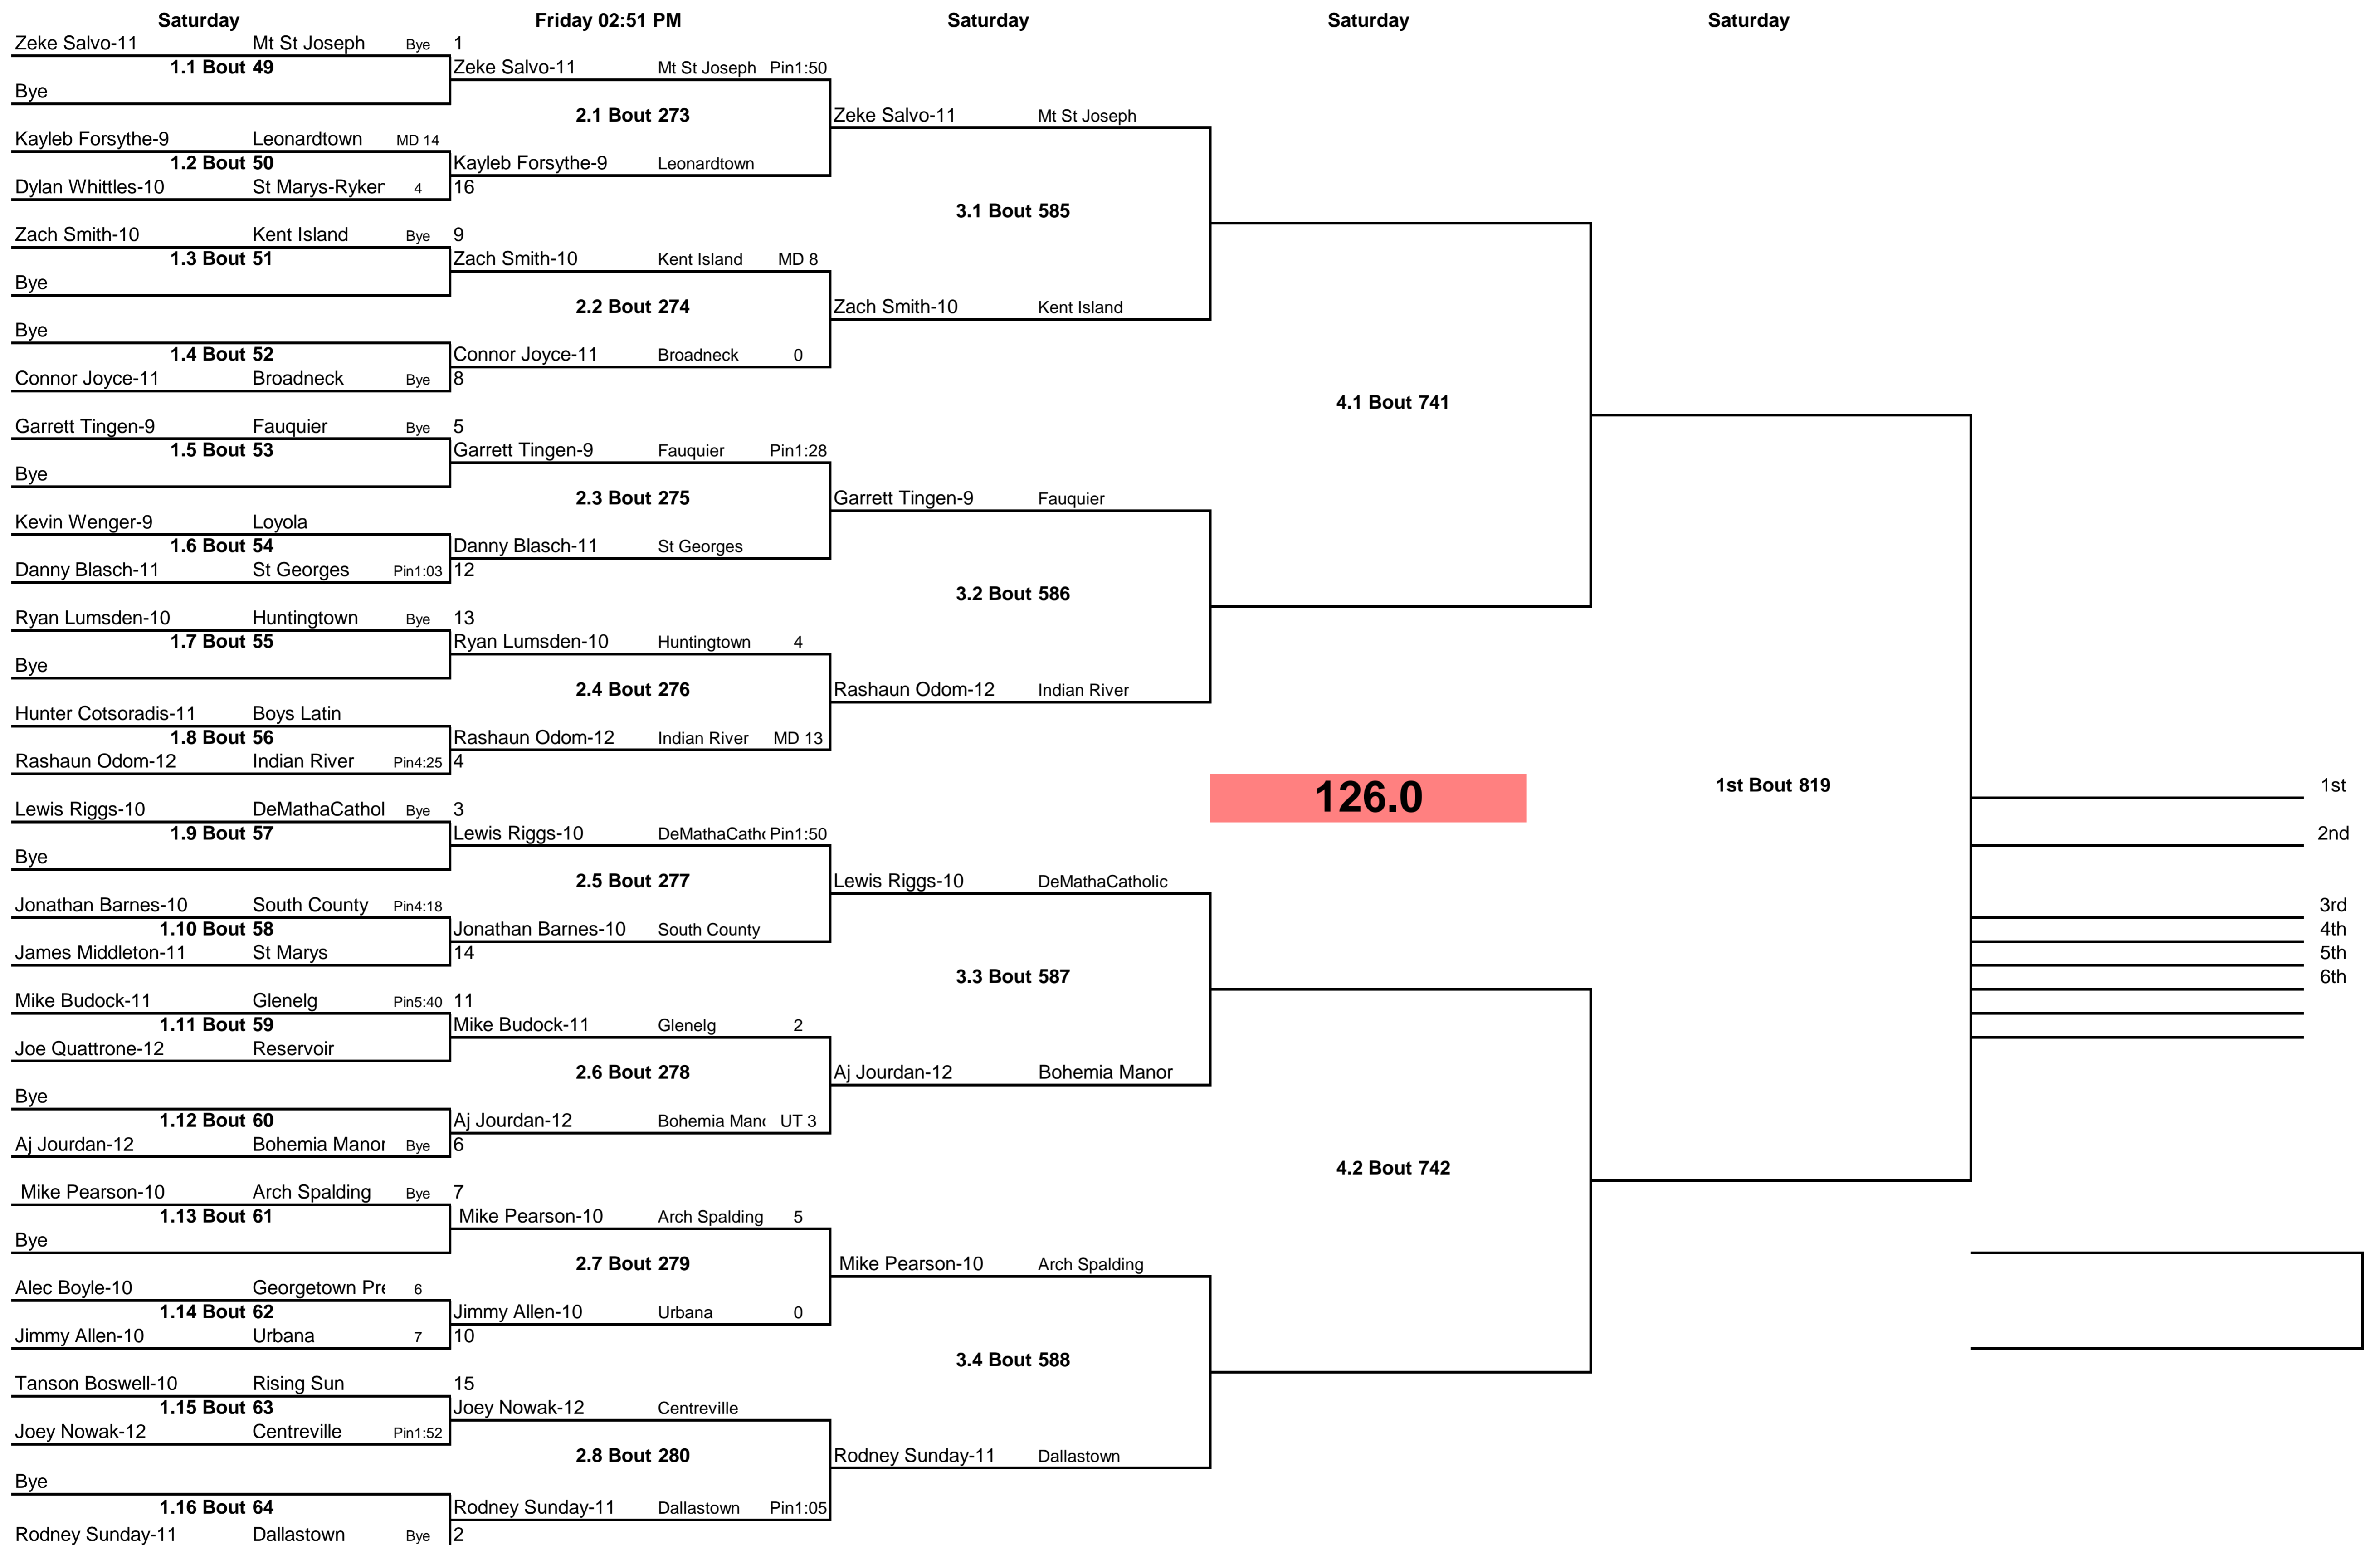 Saturday Friday 02:51 PM Saturday Saturday Saturday
Zeke Salvo-11 Mt St Joseph Bye 1
1.1 Bout 49 Zeke Salvo-11 Mt St Joseph Pin1:50
Bye
2.1 Bout 273 Zeke Salvo-11 Mt St Joseph
Kayleb Forsythe-9 Leonardtown MD 14
1.2 Bout 50 Kayleb Forsythe-9 Leonardtown
Dylan Whittles-10 St Marys-Ryken 4 16
3.1 Bout 585
Zach Smith-10 Kent Island Bye 9
1.3 Bout 51 Zach Smith-10 Kent Island MD 8
Bye
2.2 Bout 274 Zach Smith-10 Kent Island
Bye
1.4 Bout 52 Connor Joyce-11 Broadneck 0
Connor Joyce-11 Broadneck Bye 8
4.1 Bout 741
Garrett Tingen-9 Fauquier Bye 5
1.5 Bout 53 Garrett Tingen-9 Fauquier Pin1:28
Bye
2.3 Bout 275 Garrett Tingen-9 Fauquier
Kevin Wenger-9 Loyola
1.6 Bout 54 Danny Blasch-11 St Georges
Danny Blasch-11 St Georges Pin1:03 12
3.2 Bout 586
Ryan Lumsden-10 Huntingtown Bye 13
1.7 Bout 55 Ryan Lumsden-10 Huntingtown 4
Bye
2.4 Bout 276 Rashaun Odom-12 Indian River
Hunter Cotsoradis-11 Boys Latin
1.8 Bout 56 Rashaun Odom-12 Indian River MD 13
Rashaun Odom-12 Indian River Pin4:25 4
126.0 1st Bout 819 1st
Lewis Riggs-10 DeMathaCathol Bye 3
1.9 Bout 57 Lewis Riggs-10 DeMathaCath Pin1:50 2nd
Bye
2.5 Bout 277 Lewis Riggs-10 DeMathaCatholic
Jonathan Barnes-10 South County Pin4:18 3rd
1.10 Bout 58 Jonathan Barnes-10 South County 4th
James Middleton-11 St Marys 14 5th
3.3 Bout 587 6th
Mike Budock-11 Glenelg Pin5:40 11
1.11 Bout 59 Mike Budock-11 Glenelg 2
Joe Quattrone-12 Reservoir
2.6 Bout 278 Aj Jourdan-12 Bohemia Manor
Bye
1.12 Bout 60 Aj Jourdan-12 Bohemia Man UT 3
Aj Jourdan-12 Bohemia Manor Bye 6
4.2 Bout 742
Mike Pearson-10 Arch Spalding Bye 7
1.13 Bout 61 Mike Pearson-10 Arch Spalding 5
Bye
2.7 Bout 279 Mike Pearson-10 Arch Spalding
Alec Boyle-10 Georgetown Pre 6
1.14 Bout 62 Jimmy Allen-10 Urbana 0
Jimmy Allen-10 Urbana 7 10
3.4 Bout 588
Tanson Boswell-10 Rising Sun 15
1.15 Bout 63 Joey Nowak-12 Centreville
Joey Nowak-12 Centreville Pin1:52
2.8 Bout 280 Rodney Sunday-11 Dallastown
Bye
1.16 Bout 64 Rodney Sunday-11 Dallastown Pin1:05
Rodney Sunday-11 Dallastown Bye 2